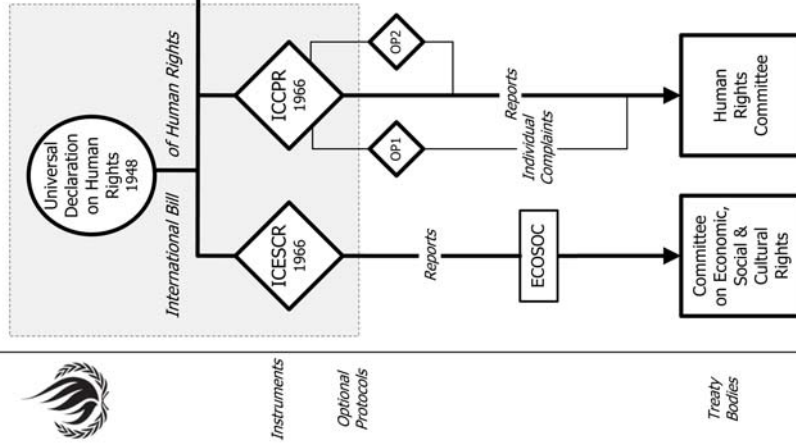 Universal
Declaration
on Human
Rights
1948
International Bill
of Human Rights
Instruments
ICESCR
1966
ICCPR
1966
Optional
Protocols
OP1
OP2
Reports
Reports
Individual
Complaints
ECOSOC
Treaty
Bodies
Committee
on Economic,
Social &
Cultural
Rights
Human
Rights
Committee